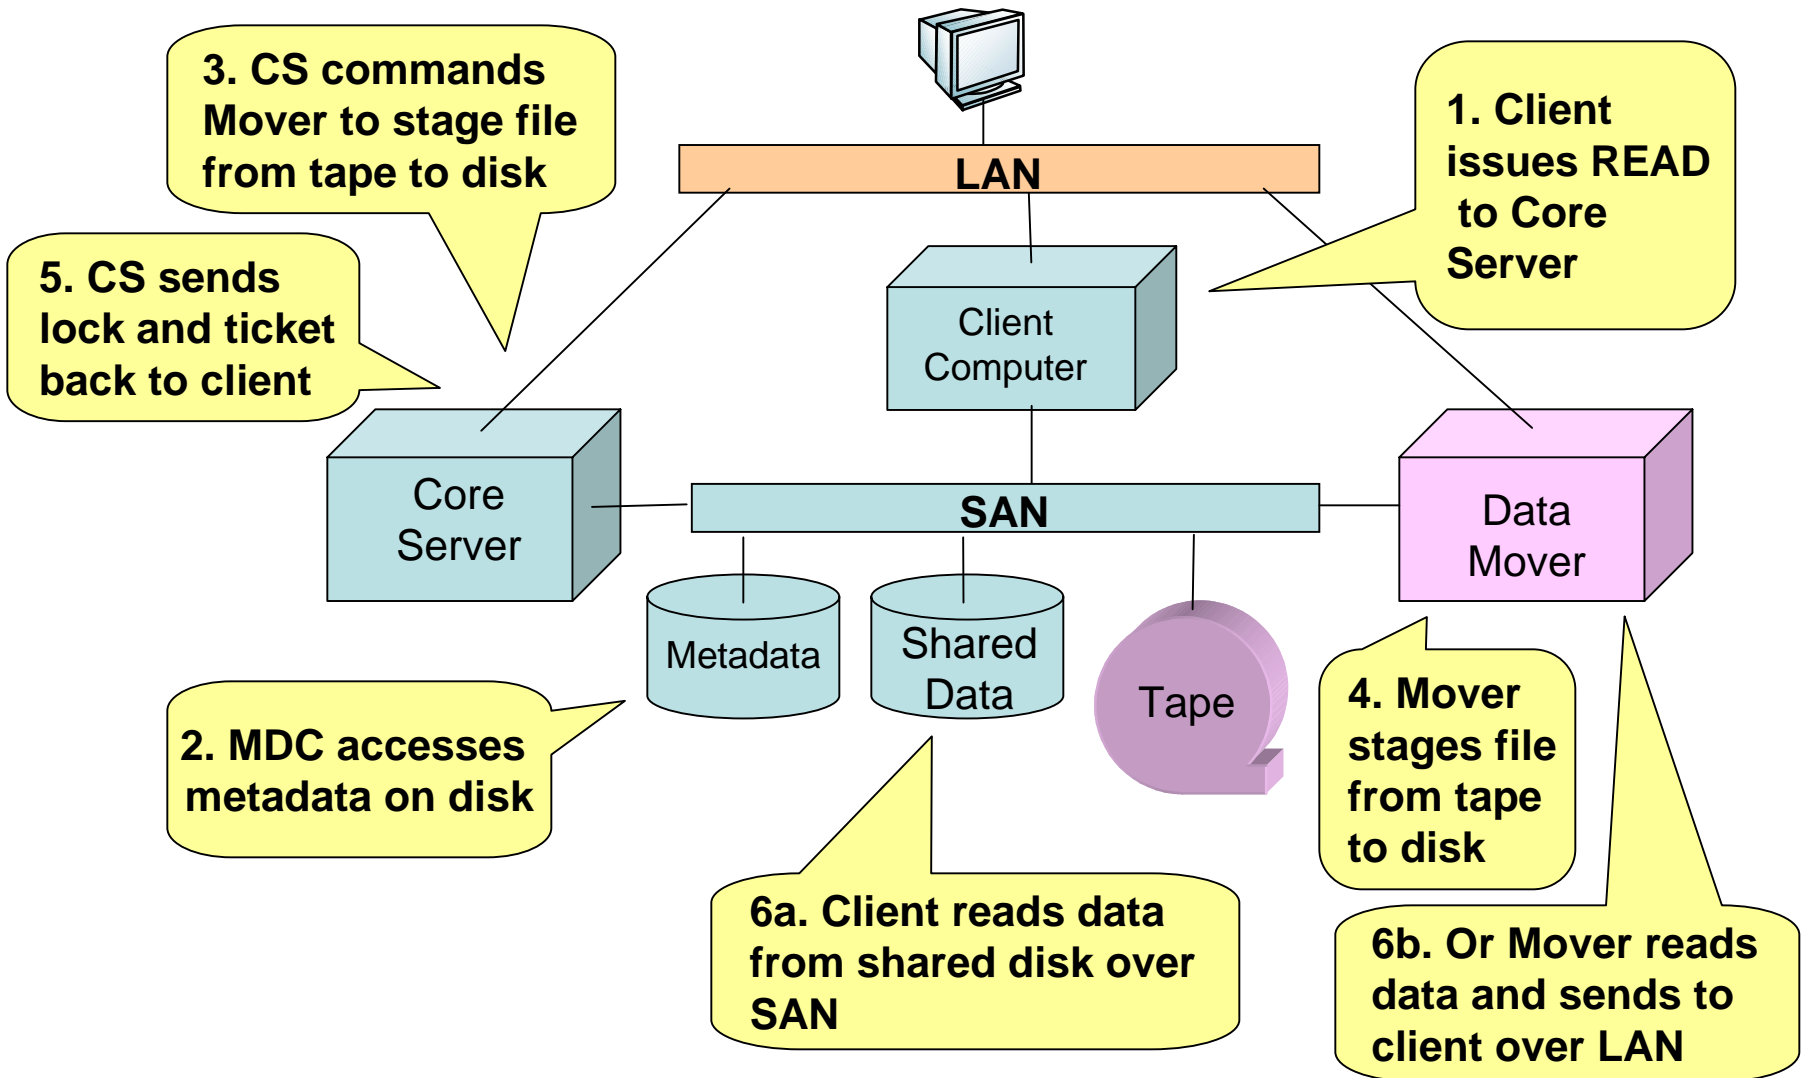 3. CS commands
Mover to stage file
from tape to disk
1. Client
issues READ
to Core
Server
LAN
5. CS sends
lock and ticket
back to client
Client
Computer
Core
Server
SAN
Data
Mover
Metadata
Shared
Data
Tape
2. MDC accesses
metadata on disk
4. Mover
stages file
from tape
to disk
6a. Client reads data
from shared disk over
SAN
6b. Or Mover reads
data and sends to
client over LAN